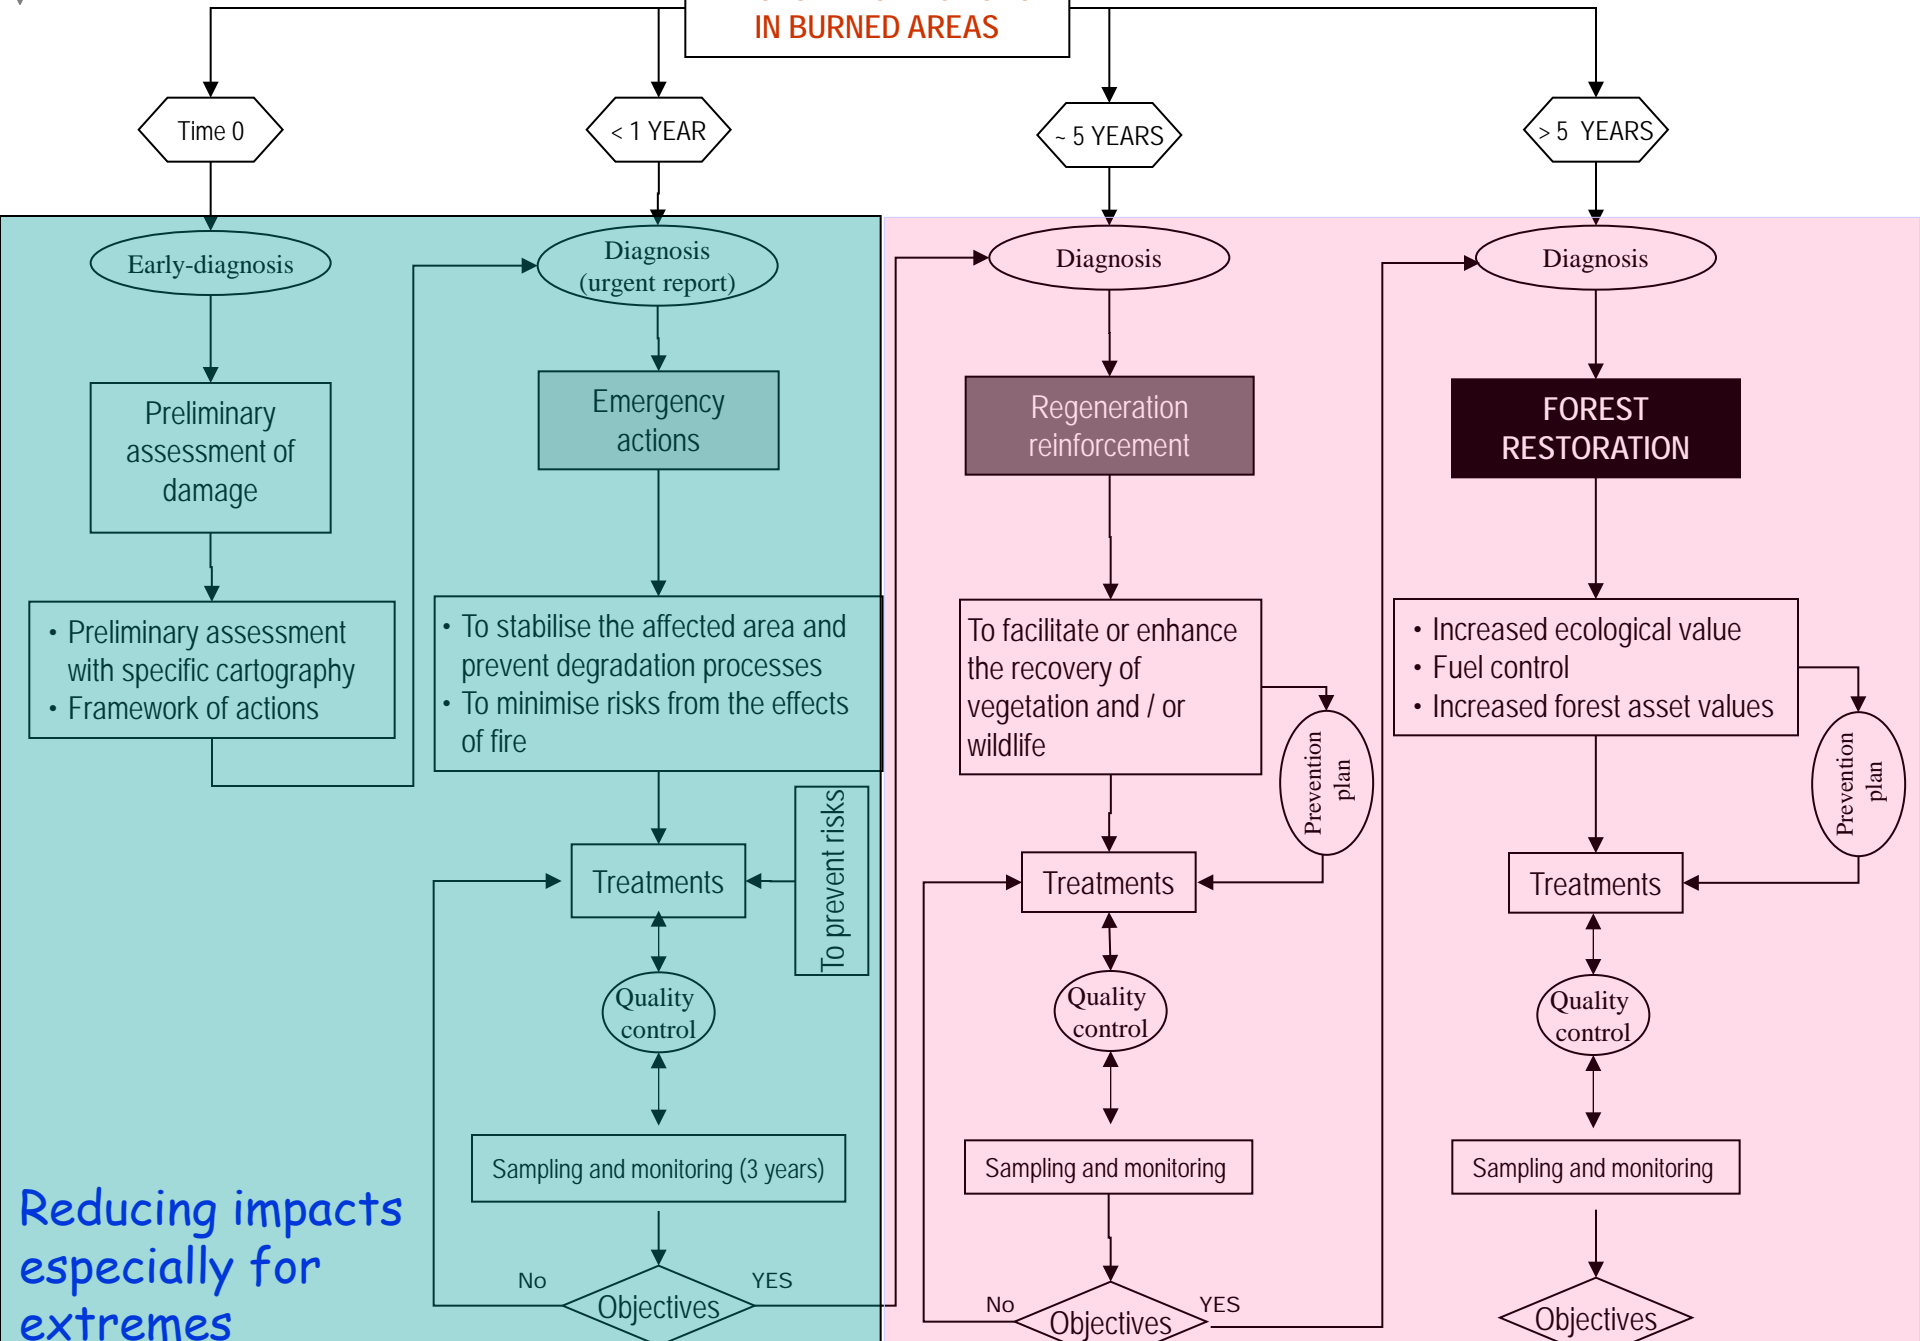 IN BURNED AREAS
Time 0
< 1 YEAR
~ 5 YEARS
> 5 YEARS
Early-diagnosis
Preliminary
assessment of
damage
• Preliminary assessment
with specific cartography
• Framework of actions
Reducing impacts
especially for
extremes
Diagnosis
(urgent report)
Emergency
actions
• To stabilise the affected area and
prevent degradation processes
• To minimise risks from the effects
of fire
To prevent risks
Treatments
Quality
control
Sampling and monitoring (3 years)
No
YES
Objectives
Diagnosis
Regeneration
reinforcement
To facilitate or enhance
the recovery of
vegetation and / or
wildlife
Prevention
plan
Treatments
Quality
control
Sampling and monitoring
No
YES
Objectives
Diagnosis
FOREST
RESTORATION
• Increased ecological value
• Fuel control
• Increased forest asset values
Prevention
plan
Treatments
Quality
control
Sampling and monitoring
Objectives